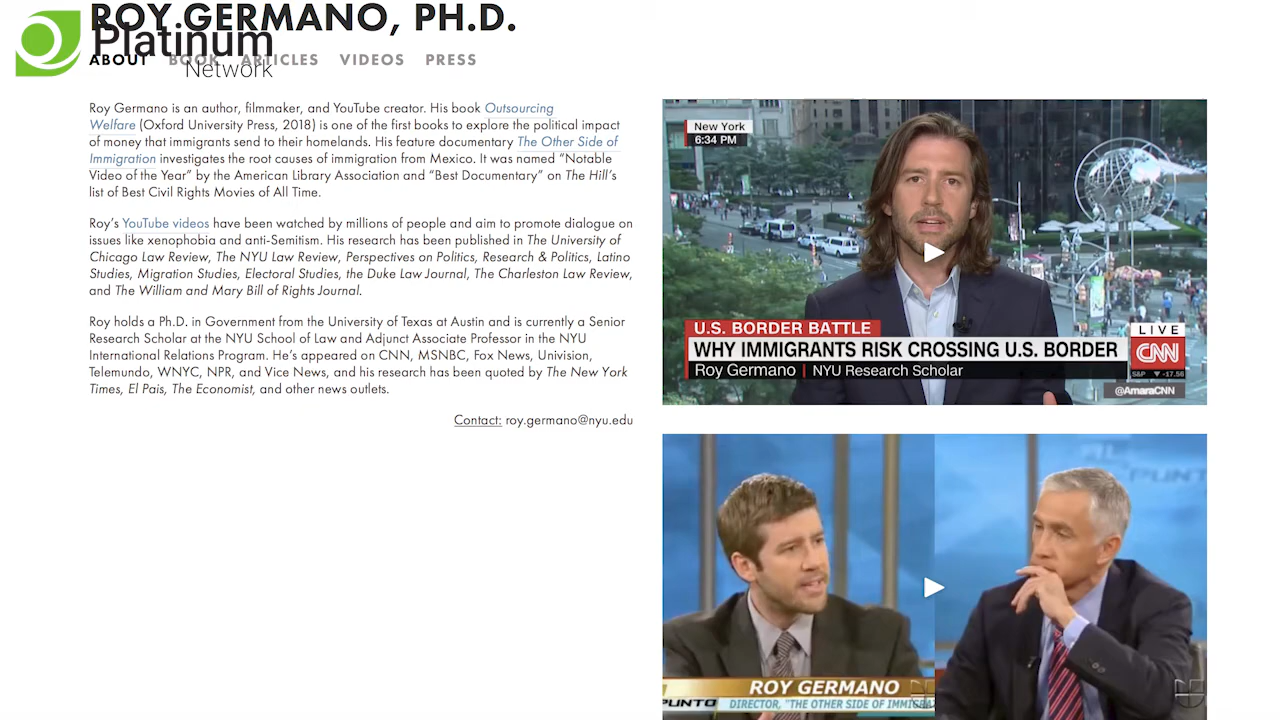 ROY GERMANO, PH.D.
Platinum
Network
ABOUT BOOK ARTICLES VIDEOS PRESS
Roy Germano is an author, filmmaker, and YouTube creator. His book Outsourcing
Welfare (Oxford University Press, 2018) is one of the first books to explore the political impact
of money that immigrants send to their homelands. His feature documentary The Other Side of
Immigration investigates the root causes of immigration from Mexico. It was named “Notable
Video of the Year” by the American Library Association and “Best Documentary” on The Hill’s
list of Best Civil Rights Movies of All Time.
Roy’s YouTube videos have been watched by millions of people and aim to promote dialogue on
issues like xenophobia and anti-Semitism. His research has been published in The University of
Chicago Law Review, The NYU Law Review, Perspectives on Politics, Research & Politics, Latino
Studies, Migration Studies, Electoral Studies, the Duke Law Journal, The Charleston Law Review,
and The William and Mary Bill of Rights Journal.
Roy holds a Ph.D. in Government from the University of Texas at Austin and is currently a Senior
Research Scholar at the NYU School of Law and Adjunct Associate Professor in the NYU
International Relations Program. He’s appeared on CNN, MSNBC, Fox News, Univision,
Telemundo, WNYC, NPR, and Vice News, and his research has been quoted by The New York
Times, El Pais, The Economist, and other news outlets.
Contact: roy.germano@nyu.edu
New York
6:34 PM
U.S. BORDER BATTLE
WHY IMMIGRANTS RISK CROSSING U.S. BORDER
Roy Germano | NYU Research Scholar
LIVE
CNN
S&P ▼ -17.56
@AmaraCNN
PUNTO
ROY GERMANO
PUNTO
DIRECTOR, "THE OTHER SIDE OF